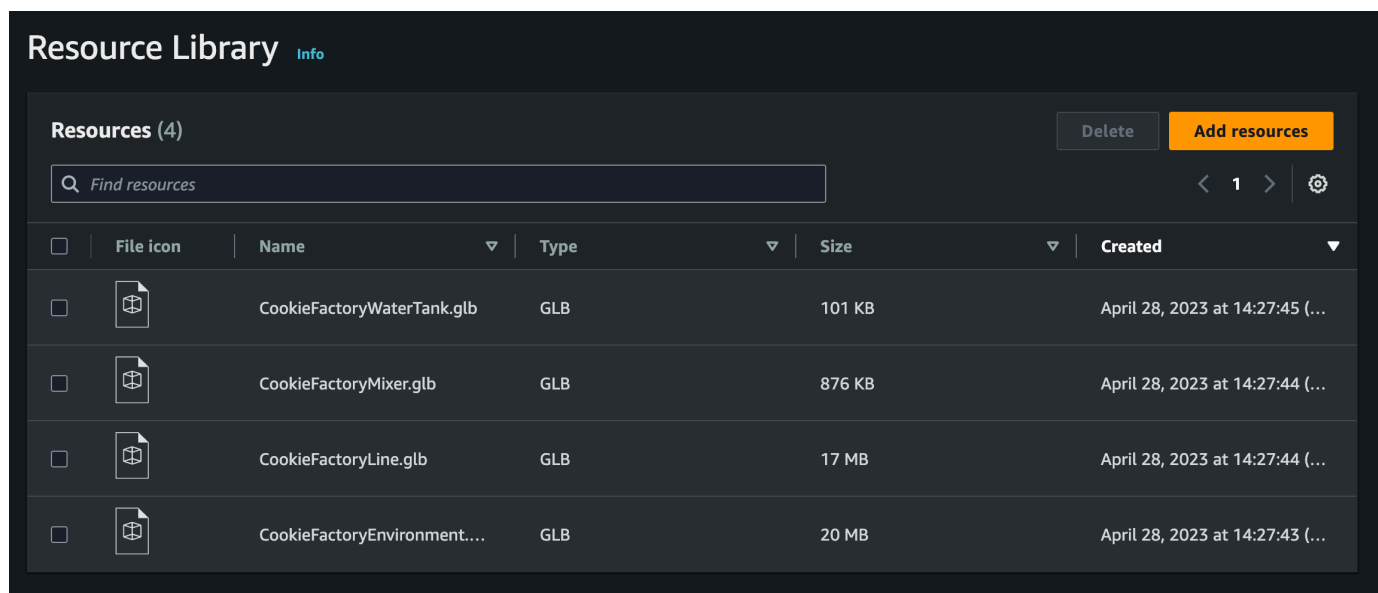 Resource Library Info
Resources (4)
Delete
Add resources
Find resources
1
File icon Name Type Size Created
CookieFactoryWaterTank.glb GLB 101 KB April 28, 2023 at 14:27:45 (...
CookieFactoryMixer.glb GLB 876 KB April 28, 2023 at 14:27:44 (...
CookieFactoryLine.glb GLB 17 MB April 28, 2023 at 14:27:44 (...
CookieFactoryEnvironment.... GLB 20 MB April 28, 2023 at 14:27:43 (...